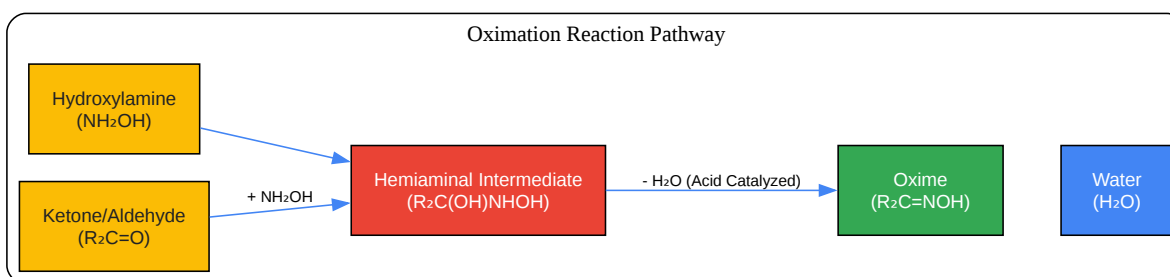 Oximation Reaction Pathway
Hydroxylamine
(NH₂OH)
Ketone/Aldehyde
(R₂C=O)
+ NH₂OH
Hemiaminal Intermediate
(R₂C(OH)NHOH)
- H₂O (Acid Catalyzed)
Oxime
(R₂C=NOH)
Water
(H₂O)